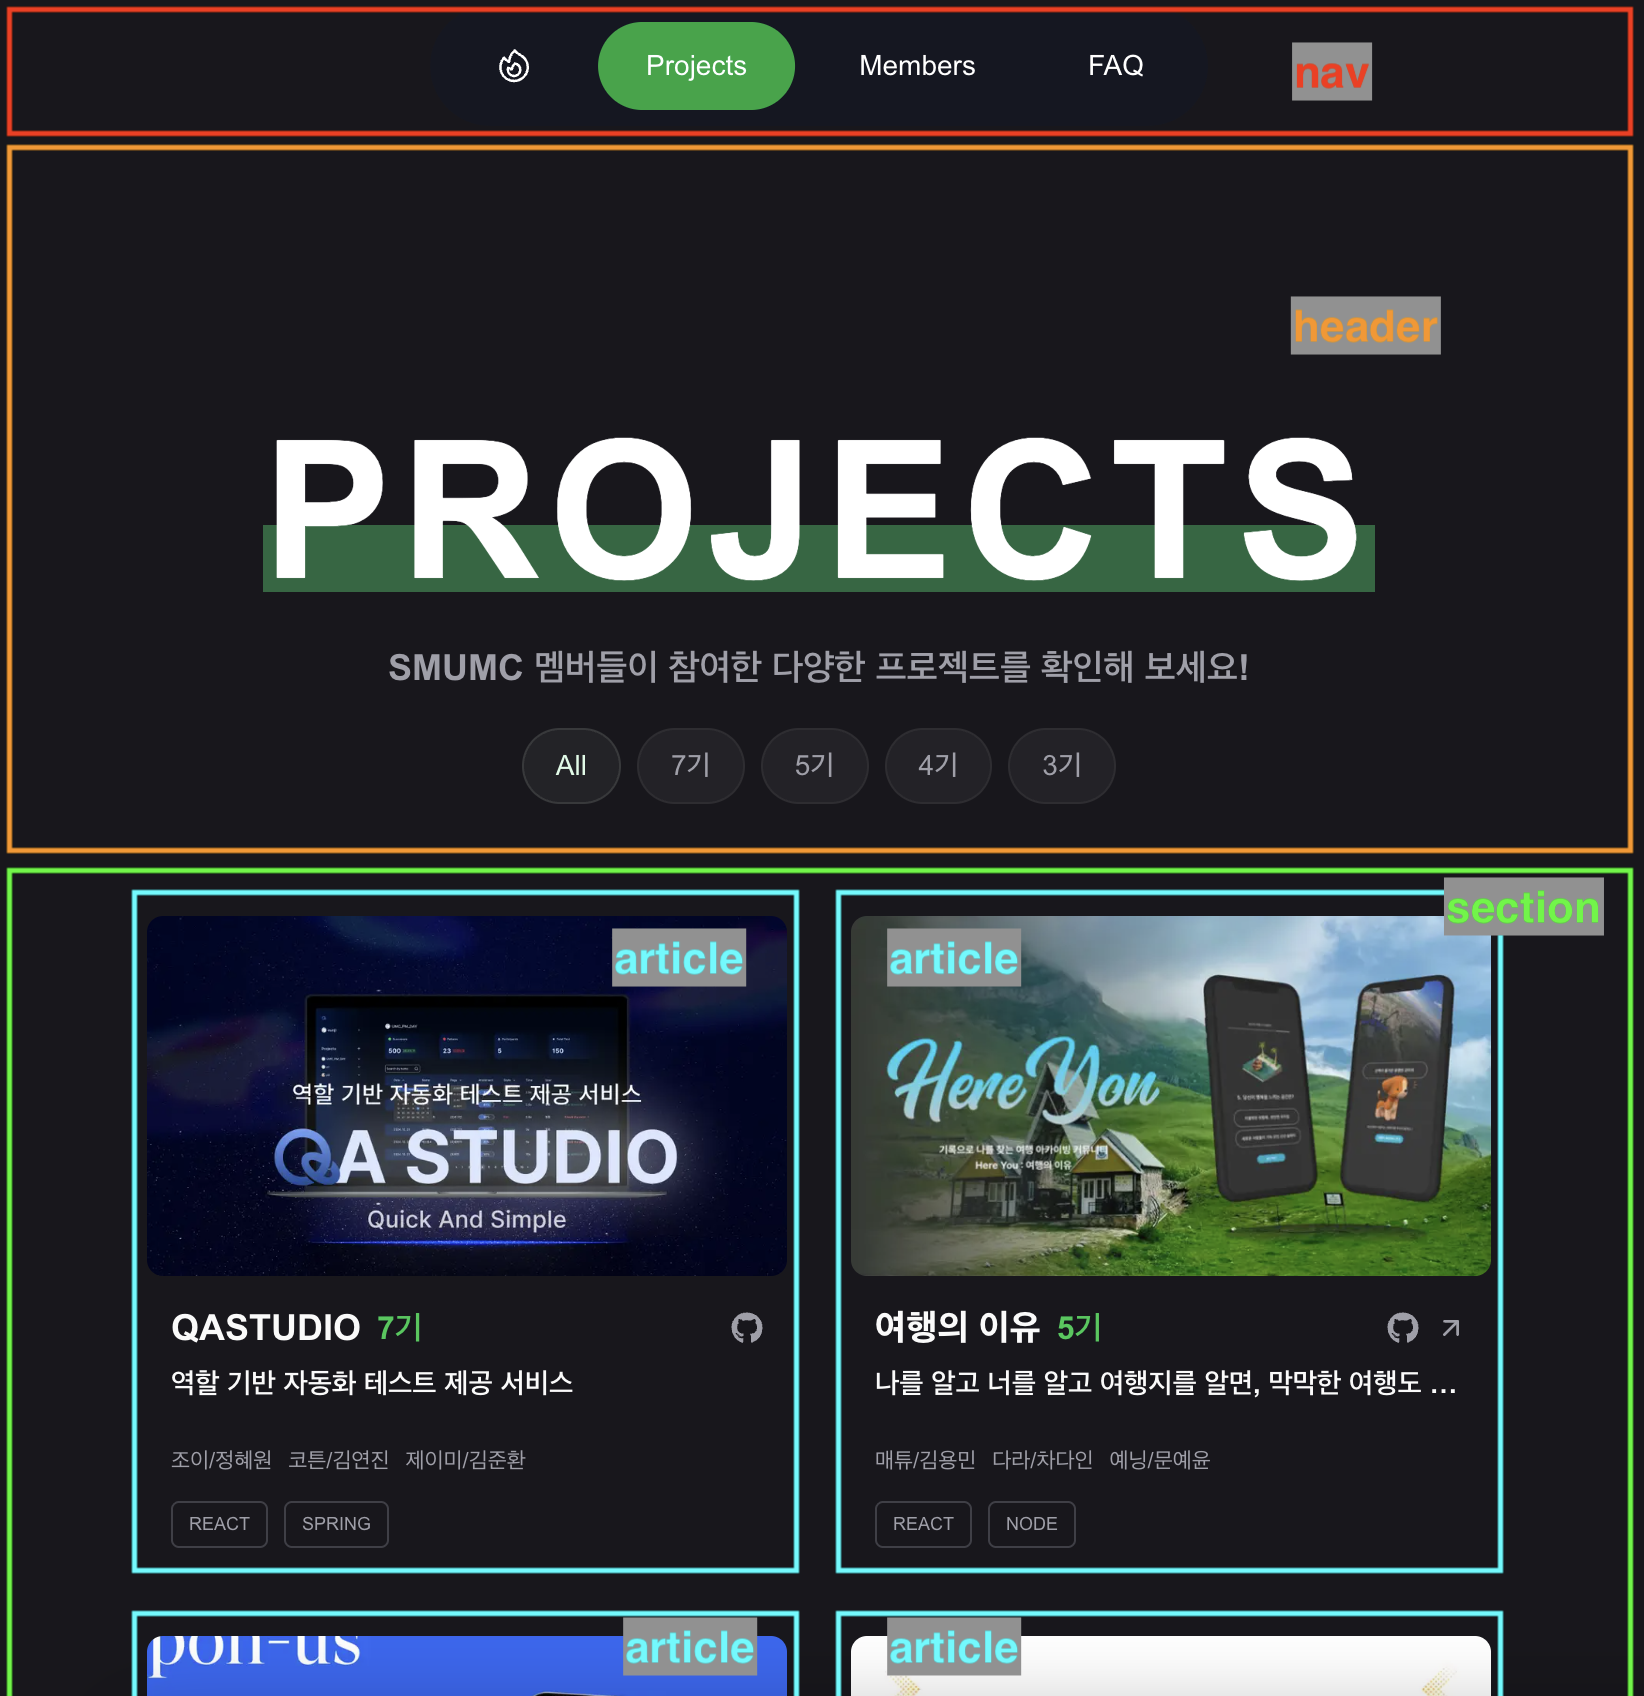 Projects
Members
FAQ
nav
header
PROJECTS
SMUMC 멤버들이 참여한 다양한 프로젝트를 확인해 보세요!
All
7기
5기
4기
3기
section
article
역할 기반 자동화 테스트 제공 서비스
QA STUDIO
Quick And Simple
QASTUDIO 7기
역할 기반 자동화 테스트 제공 서비스
조이/정혜원 코튼/김연진 제이미/김준환
REACT
SPRING
article
Here You
기록으로 나를 찾는 여행 아카이빙 커뮤니티
Here You : 여행의 이유
여행의 이유 5기
나를 알고 너를 알고 여행지를 알면, 막막한 여행도 ...
매튜/김용민 다라/차다인 예닝/문예윤
REACT
NODE
article
pon-us
article